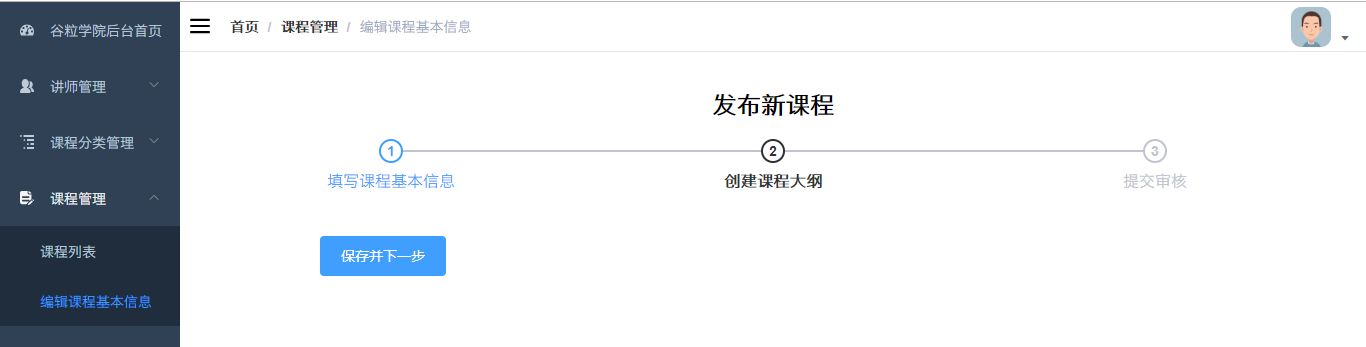 谷粒学院后台首页
讲师管理
课程分类管理
课程管理
课程列表
编辑课程基本信息
首页 / 课程管理 / 编辑课程基本信息
发布新课程
1 2 3
填写课程基本信息 创建课程大纲 提交审核
保存并下一步